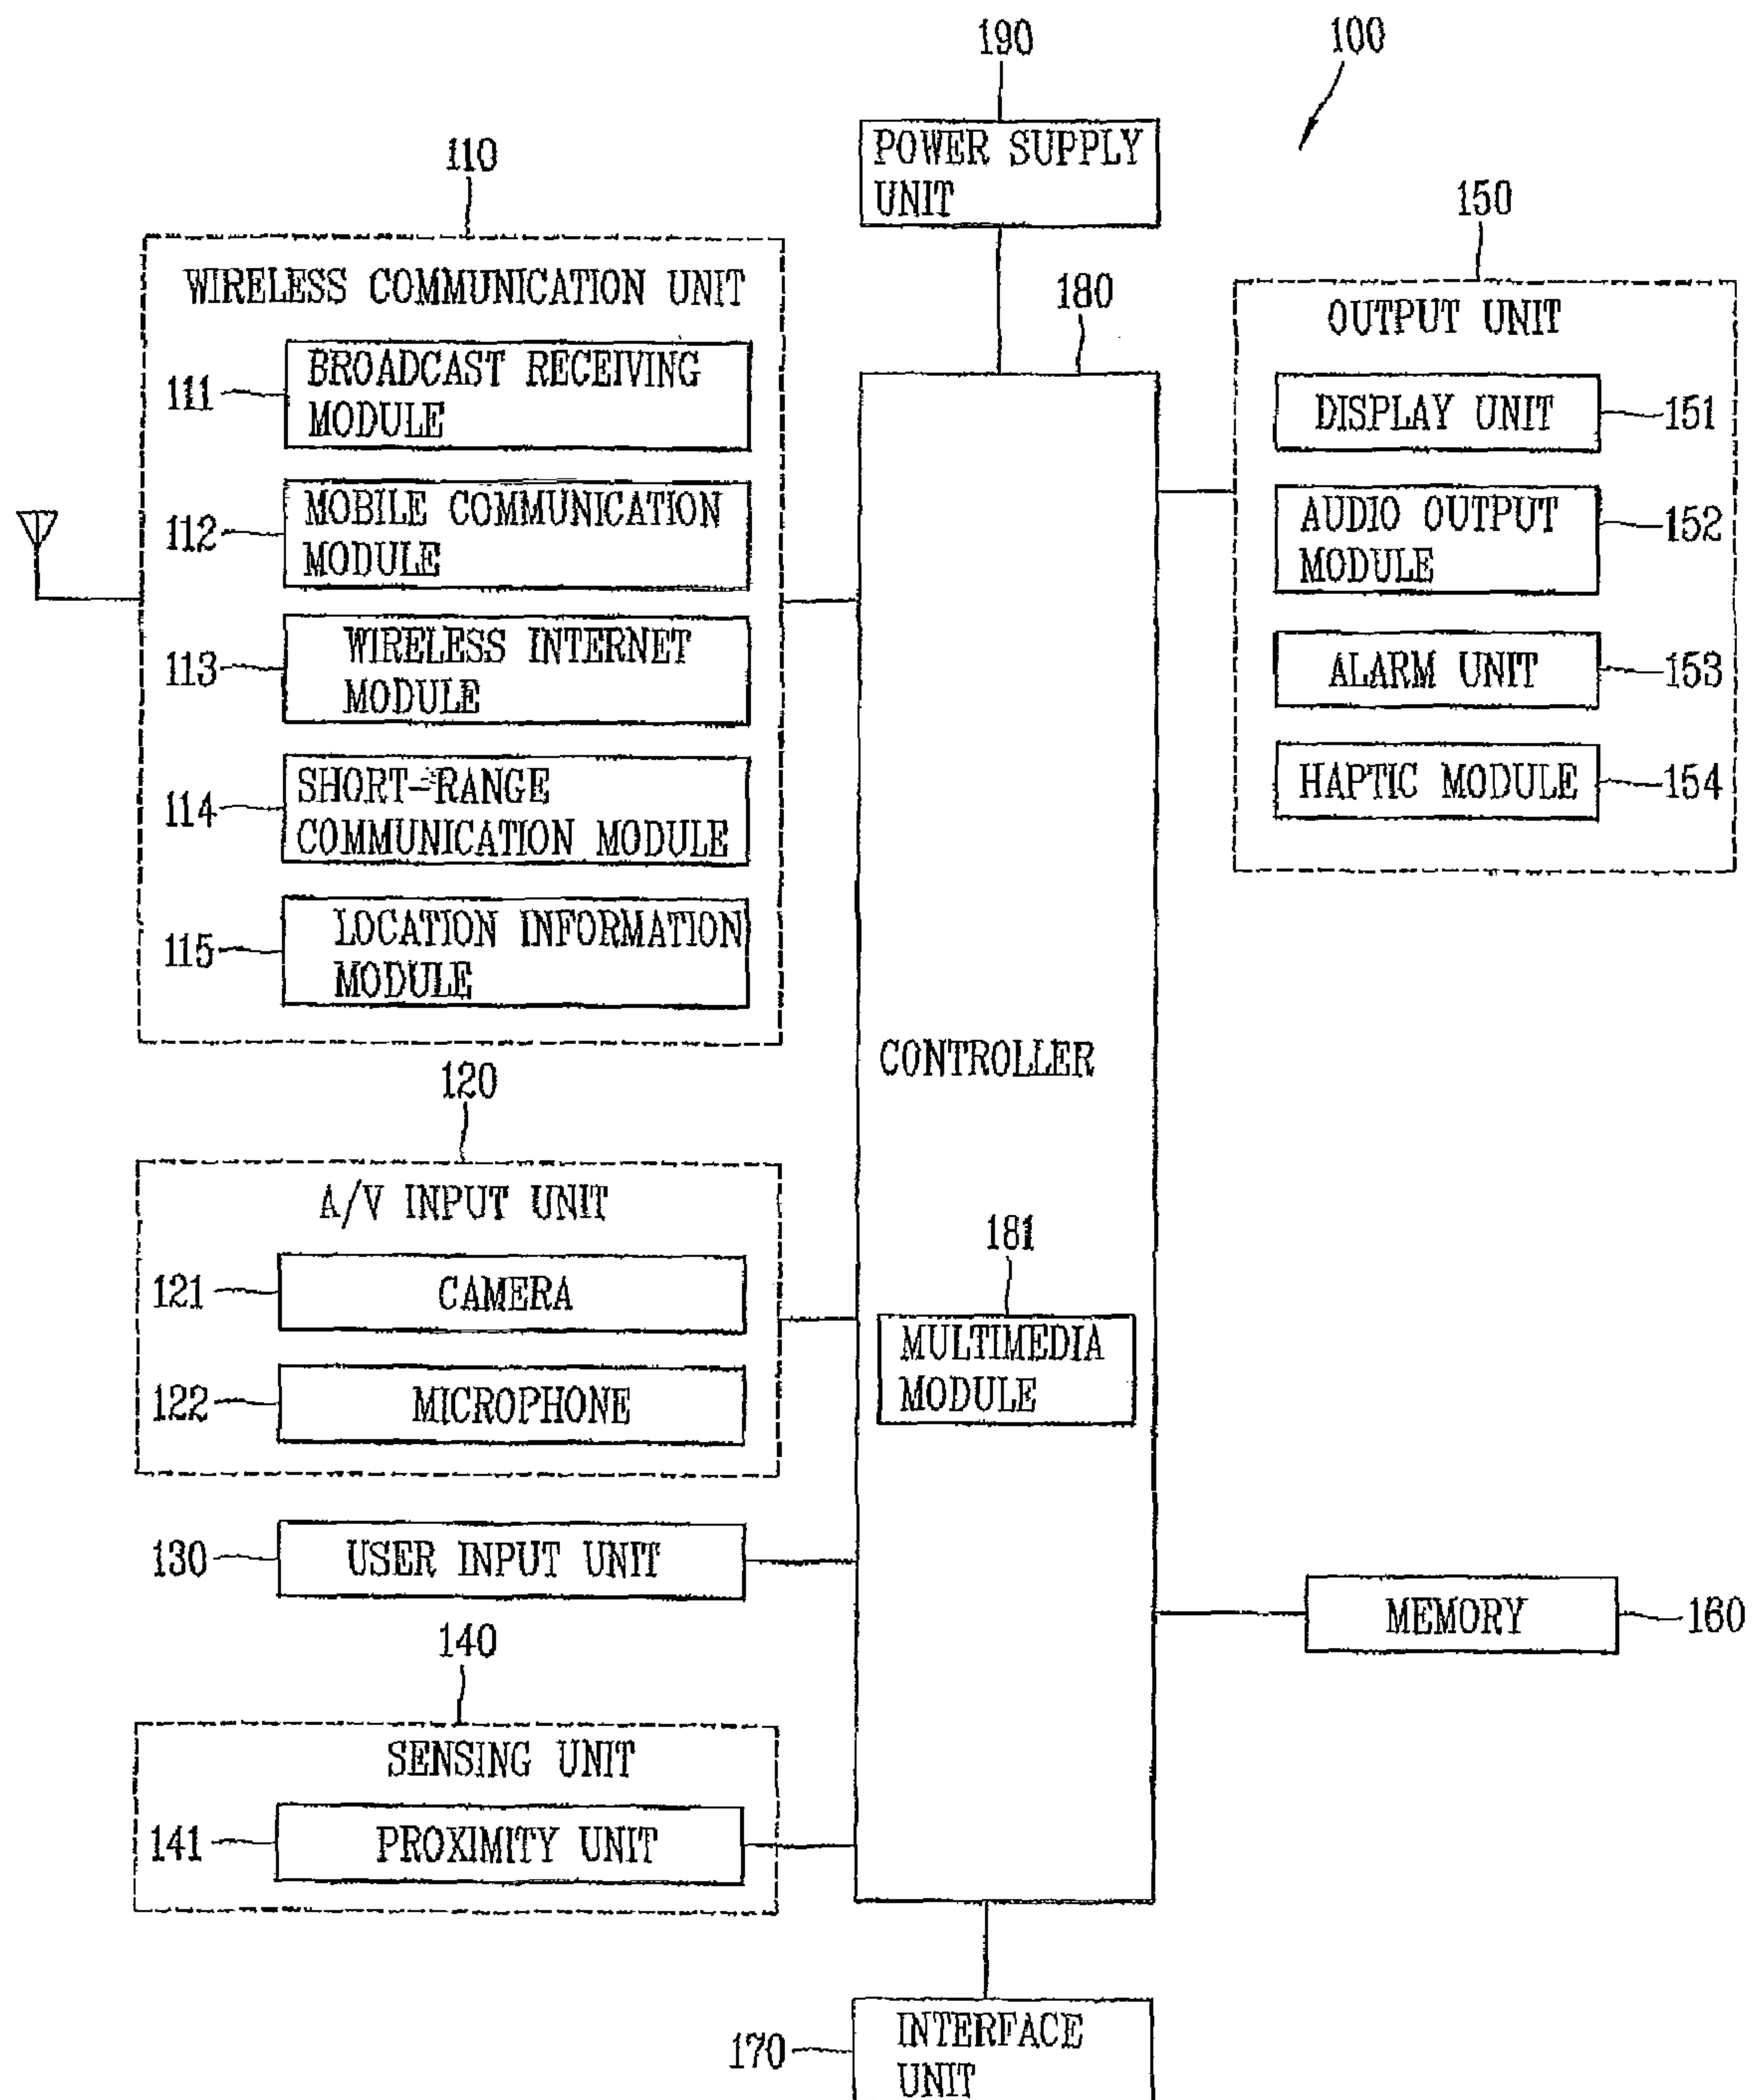 190
100
POWER SUPPLY
UNIT
110
WIRELESS COMMUNICATION UNIT
111
BROADCAST RECEIVING
MODULE
112
MOBILE COMMUNICATION
MODULE
113
WIRELESS INTERNET
MODULE
114
SHORT-RANGE
COMMUNICATION MODULE
115
LOCATION INFORMATION
MODULE
120
A/V INPUT UNIT
121
CAMERA
122
MICROPHONE
130
USER INPUT UNIT
140
SENSING UNIT
141
PROXIMITY UNIT
180
CONTROLLER
181
MULTIMEDIA
MODULE
150
OUTPUT UNIT
DISPLAY UNIT
151
AUDIO OUTPUT
MODULE
152
ALARM UNIT
153
HAPTIC MODULE
154
MEMORY
160
170
INTERFACE
UNIT